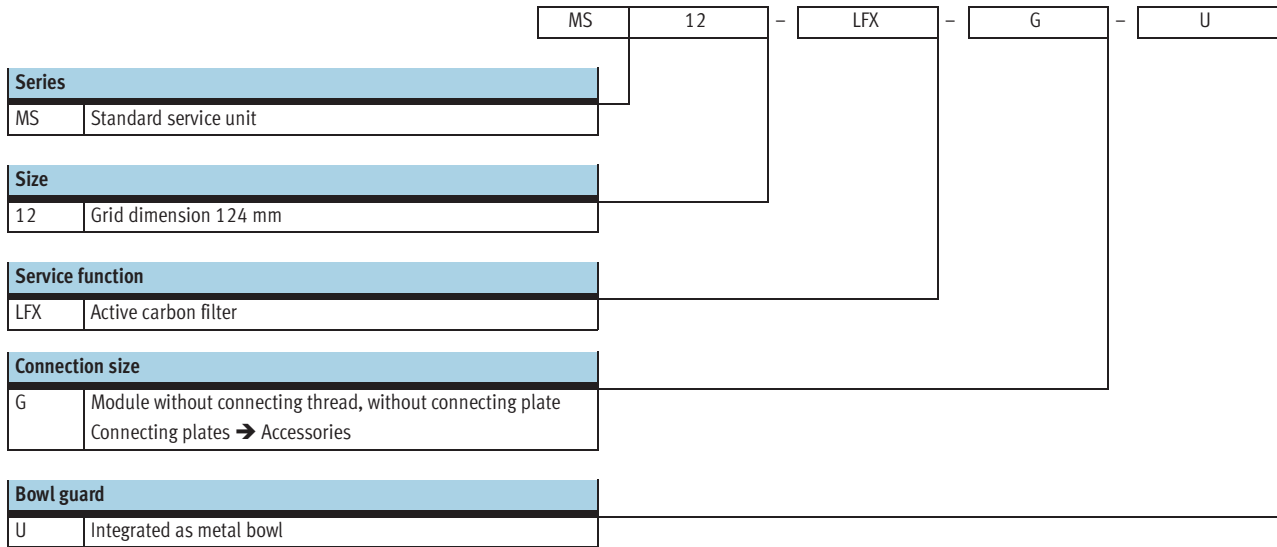 MS 12 – LFX – G – U
Series
MS Standard service unit
Size
12 Grid dimension 124 mm
Service function
LFX Active carbon filter
Connection size
G Module without connecting thread, without connecting plate
Connecting plates ➔ Accessories
Bowl guard
U Integrated as metal bowl